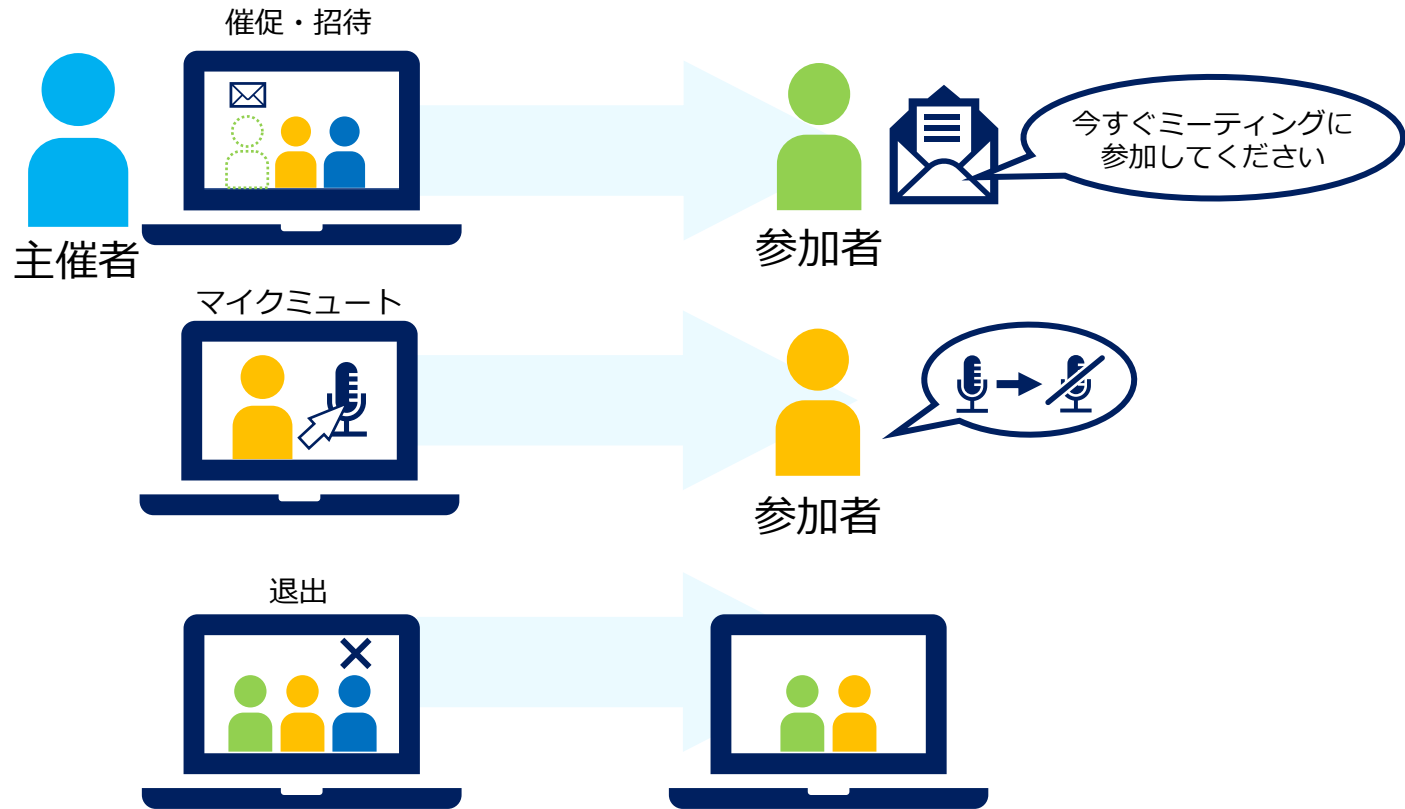 催促・招待
今すぐミーティングに
参加してください
主催者
参加者
マイクミュート
参加者
退出